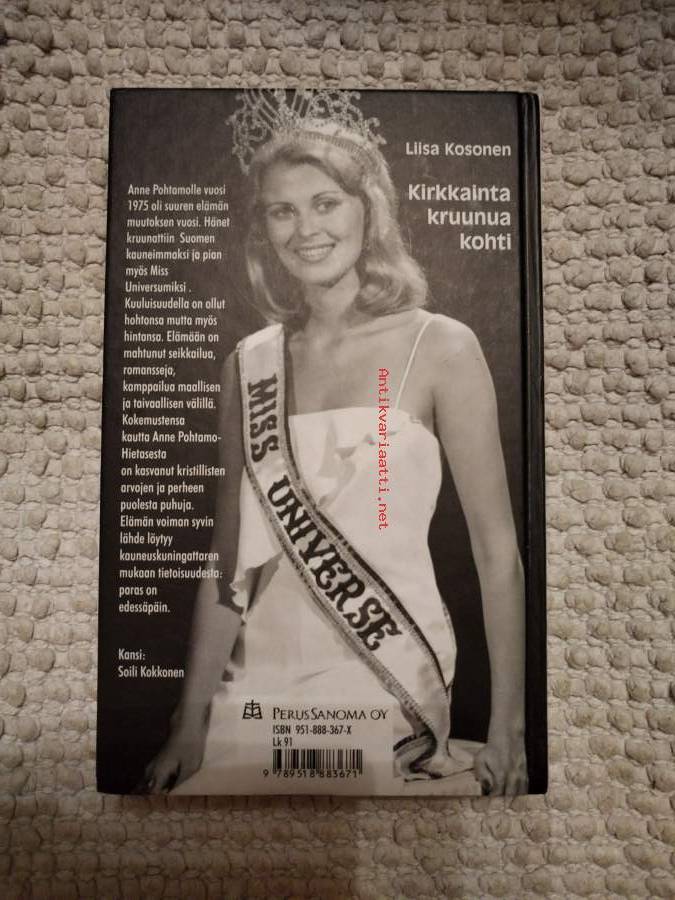 Liisa Kosonen
Kirkkainta
kruunua
kohti
Anne Pohtamolle vuosi
1975 oli suuren elämän
muutoksen vuosi. Hänet
kruunattiin Suomen
kauneimmaksi ja pian
myös Miss
Universumiksi .
Kuuluisuudella on ollut
hohtonsa mutta myös
hintansa. Elämään on
mahtunut seikkailua,
romansseja,
kamppailua maallisen
ja taivaallisen välillä.
Kokemustensa
kautta Anne Pohtamo-
Hietasesta
on kasvanut kristillisten
arvojen ja perheen
puolesta puhuja.
Elämän voiman syvin
lähde löytyy
kauneuskuningattaren
mukaan tietoisuudesta:
paras on
edessäpäin.
Kansi:
Soili Kokkonen
MISS UNIVERSE
Antikvariaatti.net
PERUSSANOMA OY
ISBN 951-888-367-X
Lk 91
9 789518 883671